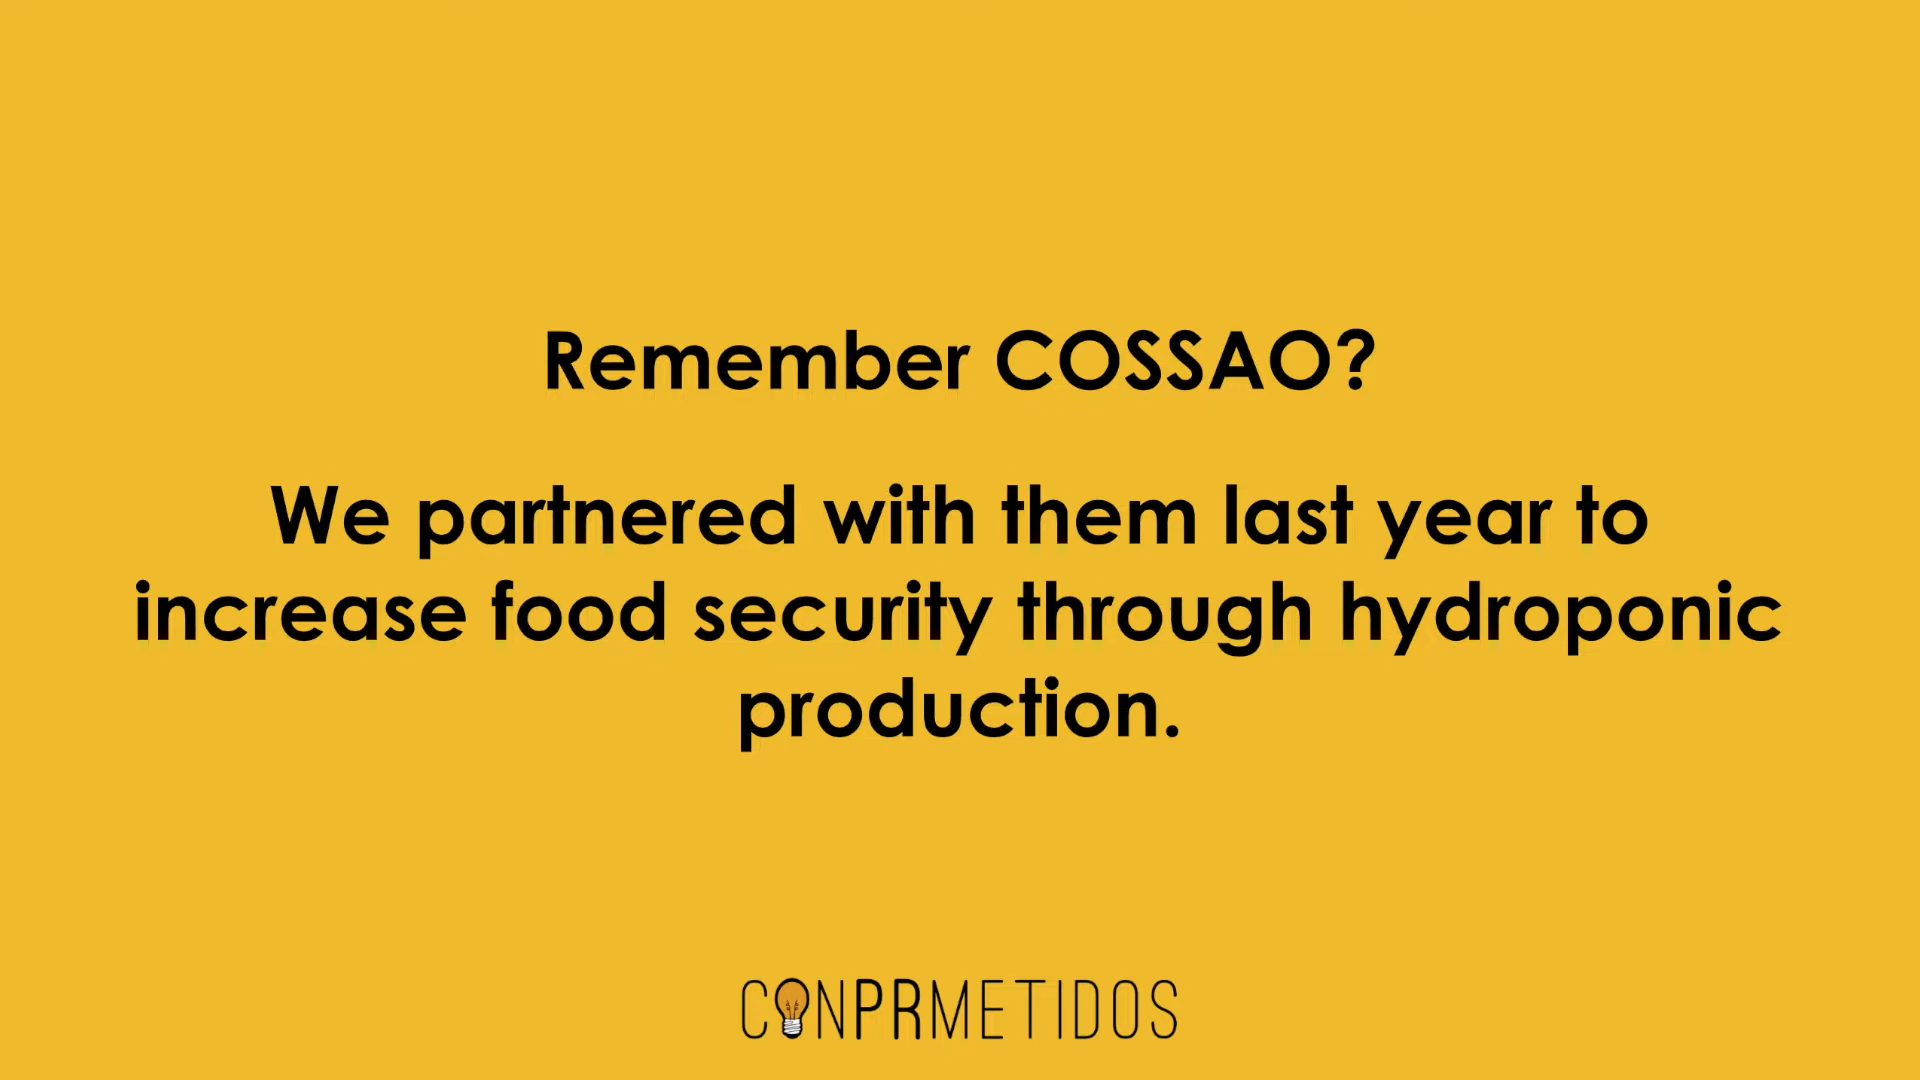 Remember COSSAO?
We partnered with them last year to
increase food security through hydroponic
production.
CONPRMETIDOS